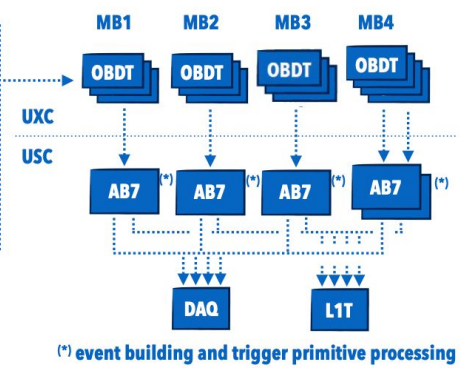 MB1 MB2 MB3 MB4
OBDT OBDT OBDT OBDT
UXC
USC
AB7 (*) AB7 (*) AB7 (*) AB7 (*)
DAQ L1T
(*) event building and trigger primitive processing